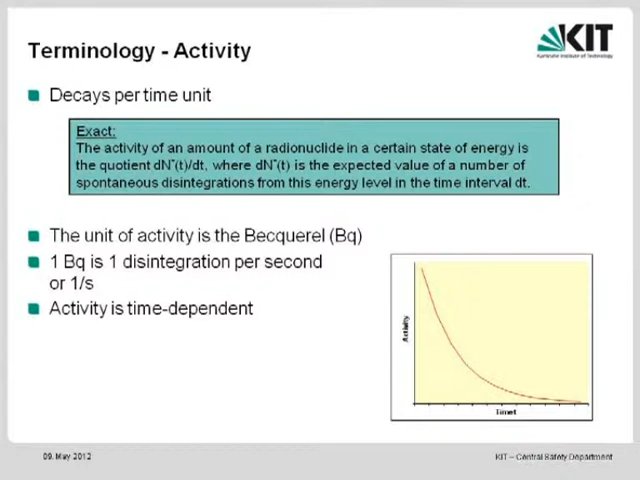 Terminology - Activity
KIT
Karlsruhe Institute of Technology
Decays per time unit
Exact:
The activity of an amount of a radionuclide in a certain state of energy is
the quotient dN*(t)/dt, where dN*(t) is the expected value of a number of
spontaneous disintegrations from this energy level in the time interval dt.
The unit of activity is the Becquerel (Bq)
1 Bq is 1 disintegration per second
or 1/s
Activity is time-dependent
Activity
Time t
09. May 2012
KIT – Central Safety Department